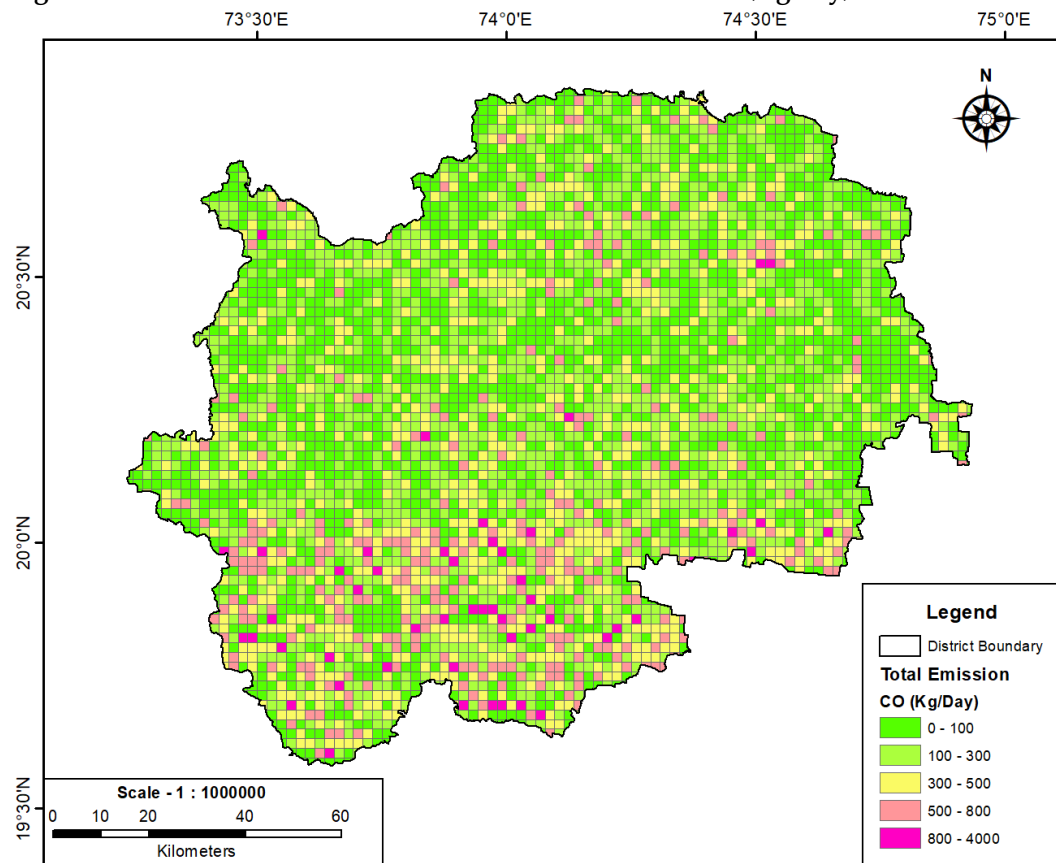 73°30'E 74°0'E 74°30'E 75°0'E
N
20°30'N
20°0'N
19°30'N
Legend
District Boundary
Total Emission
CO (Kg/Day)
0 - 100
100 - 300
300 - 500
500 - 800
800 - 4000
Scale - 1 : 1000000
0 10 20 40 60
Kilometers